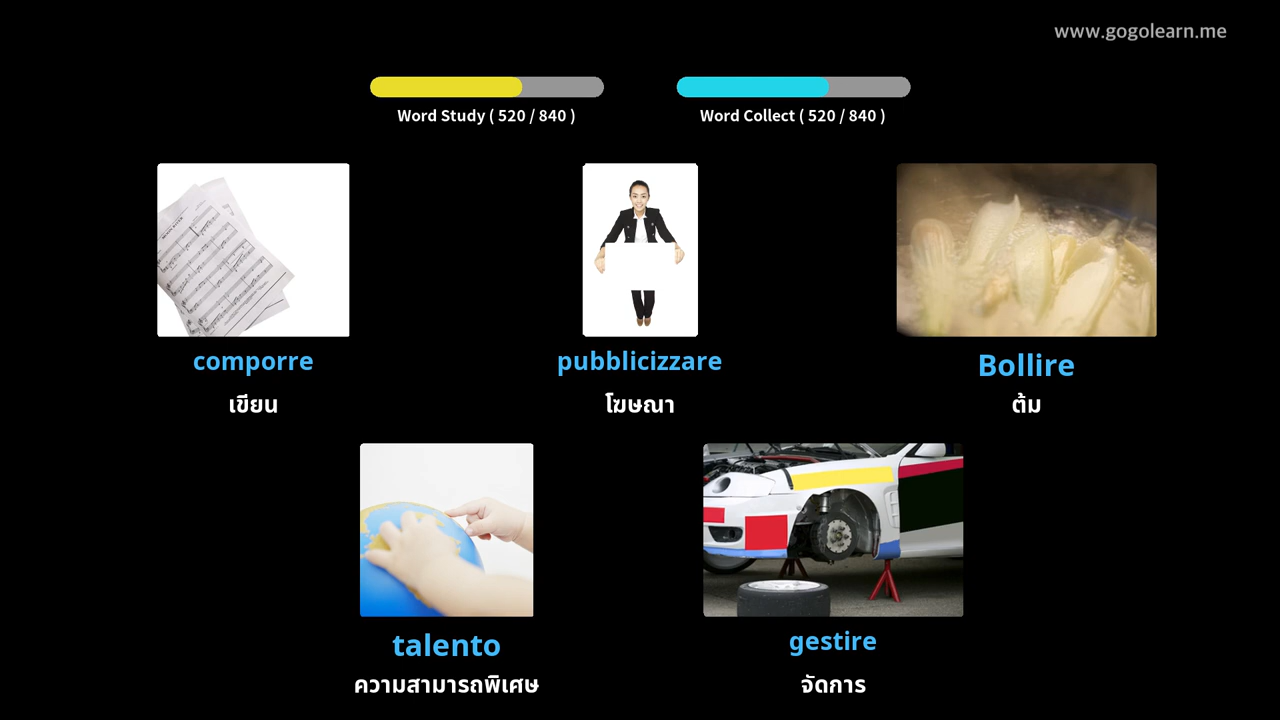 www.gogolearn.me
Word Study ( 520 / 840 )
Word Collect ( 520 / 840 )
comporre
เขียน
pubblicizzare
โฆษณา
Bollire
ต้ม
talento
ความสามารถพิเศษ
gestire
จัดการ